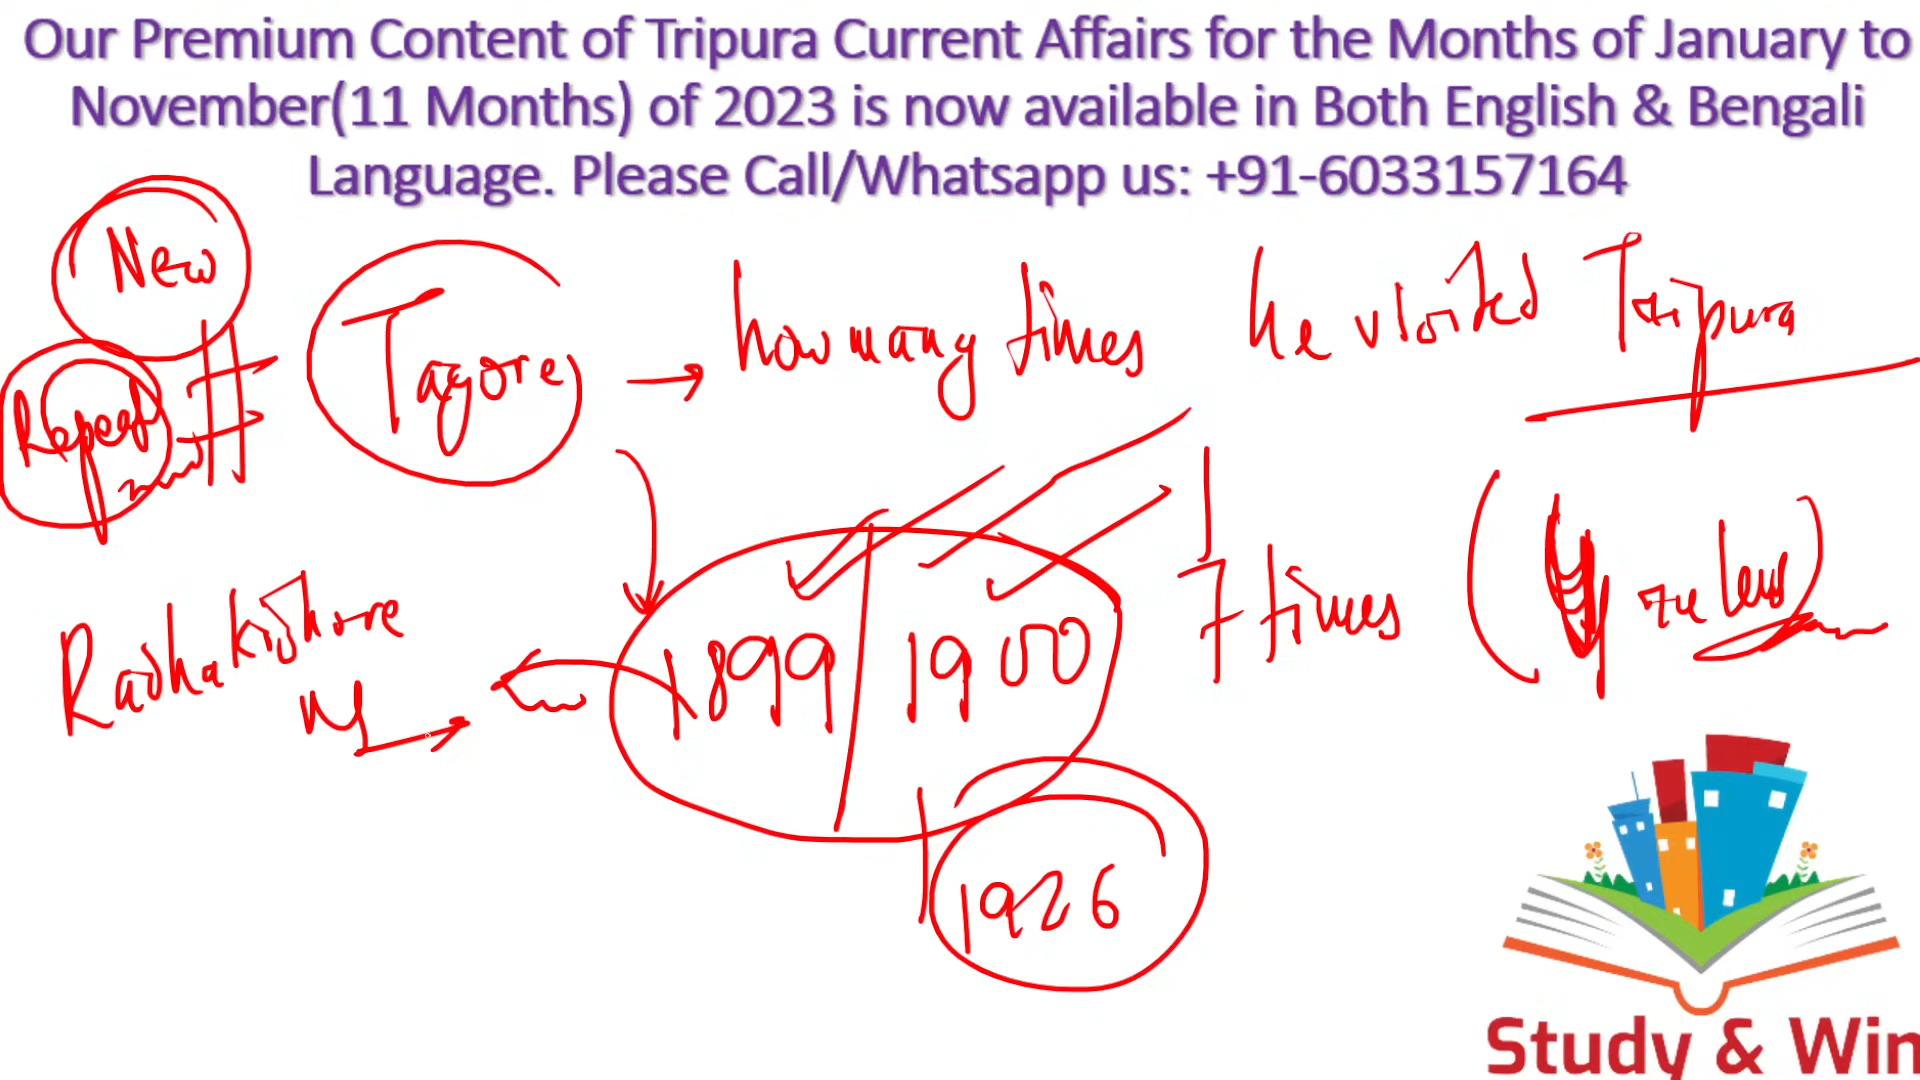 Our Premium Content of Tripura Current Affairs for the Months of January to
November(11 Months) of 2023 is now available in Both English & Bengali
Language. Please Call/Whatsapp us: +91-6033157164
New
Tagore → how many times he visited Tripura
Repeat
7 times
Radhakishore
1899 1900
1926
Study & Win